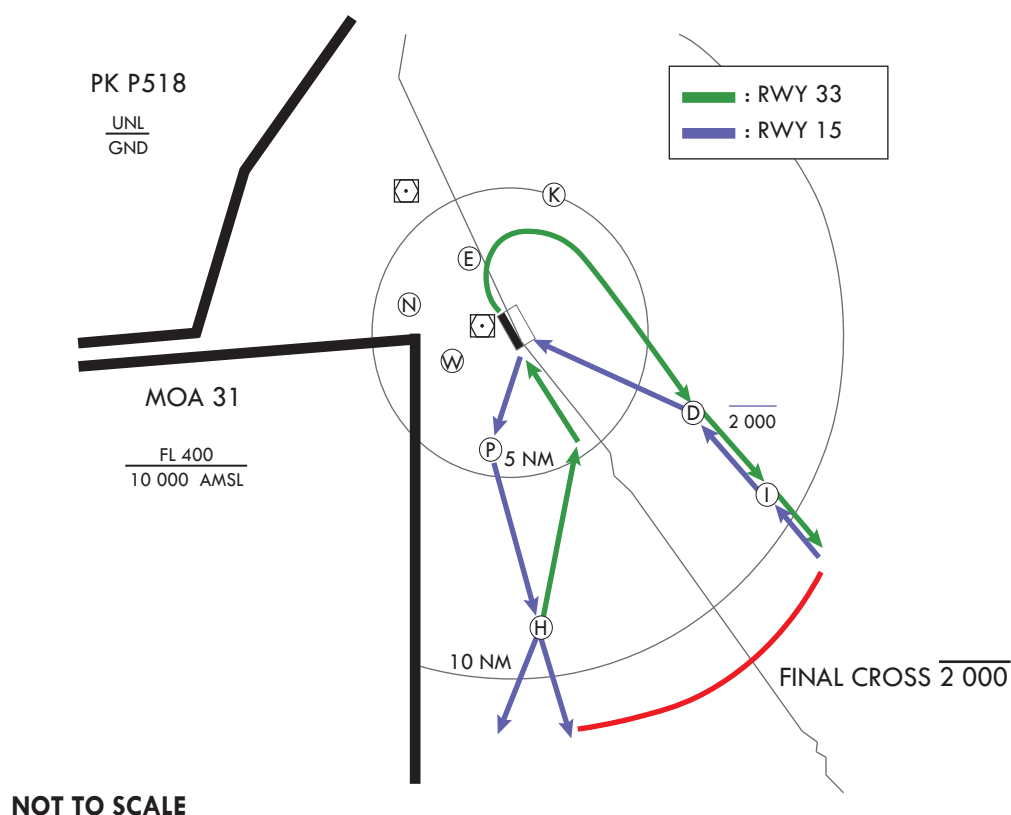 PK P518
UNL
GND
: RWY 33
: RWY 15
K
E
N
W
MOA 31
FL 400
10 000 AMSL
D
2 000
P
5 NM
I
H
10 NM
FINAL CROSS 2 000
NOT TO SCALE